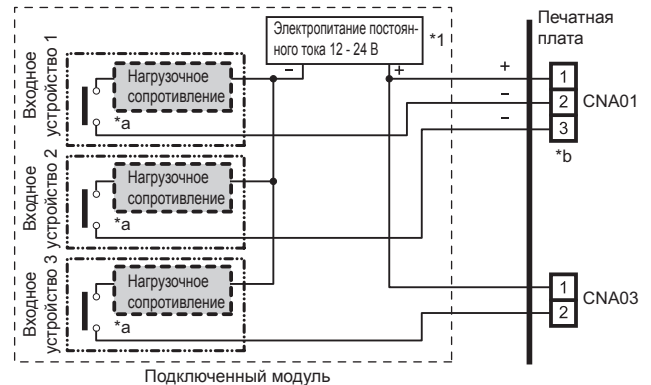 Электропитание постоян-
ного тока 12 - 24 В
*1
Печатная
плата
Входное
устройство 1
Нагрузочное
сопротивление
*a
Входное
устройство 2
Нагрузочное
сопротивление
*a
Входное
устройство 3
Нагрузочное
сопротивление
*a
–
+
+
–
–
1
2
3
CNA01
*b
1
2
CNA03
Подключенный модуль